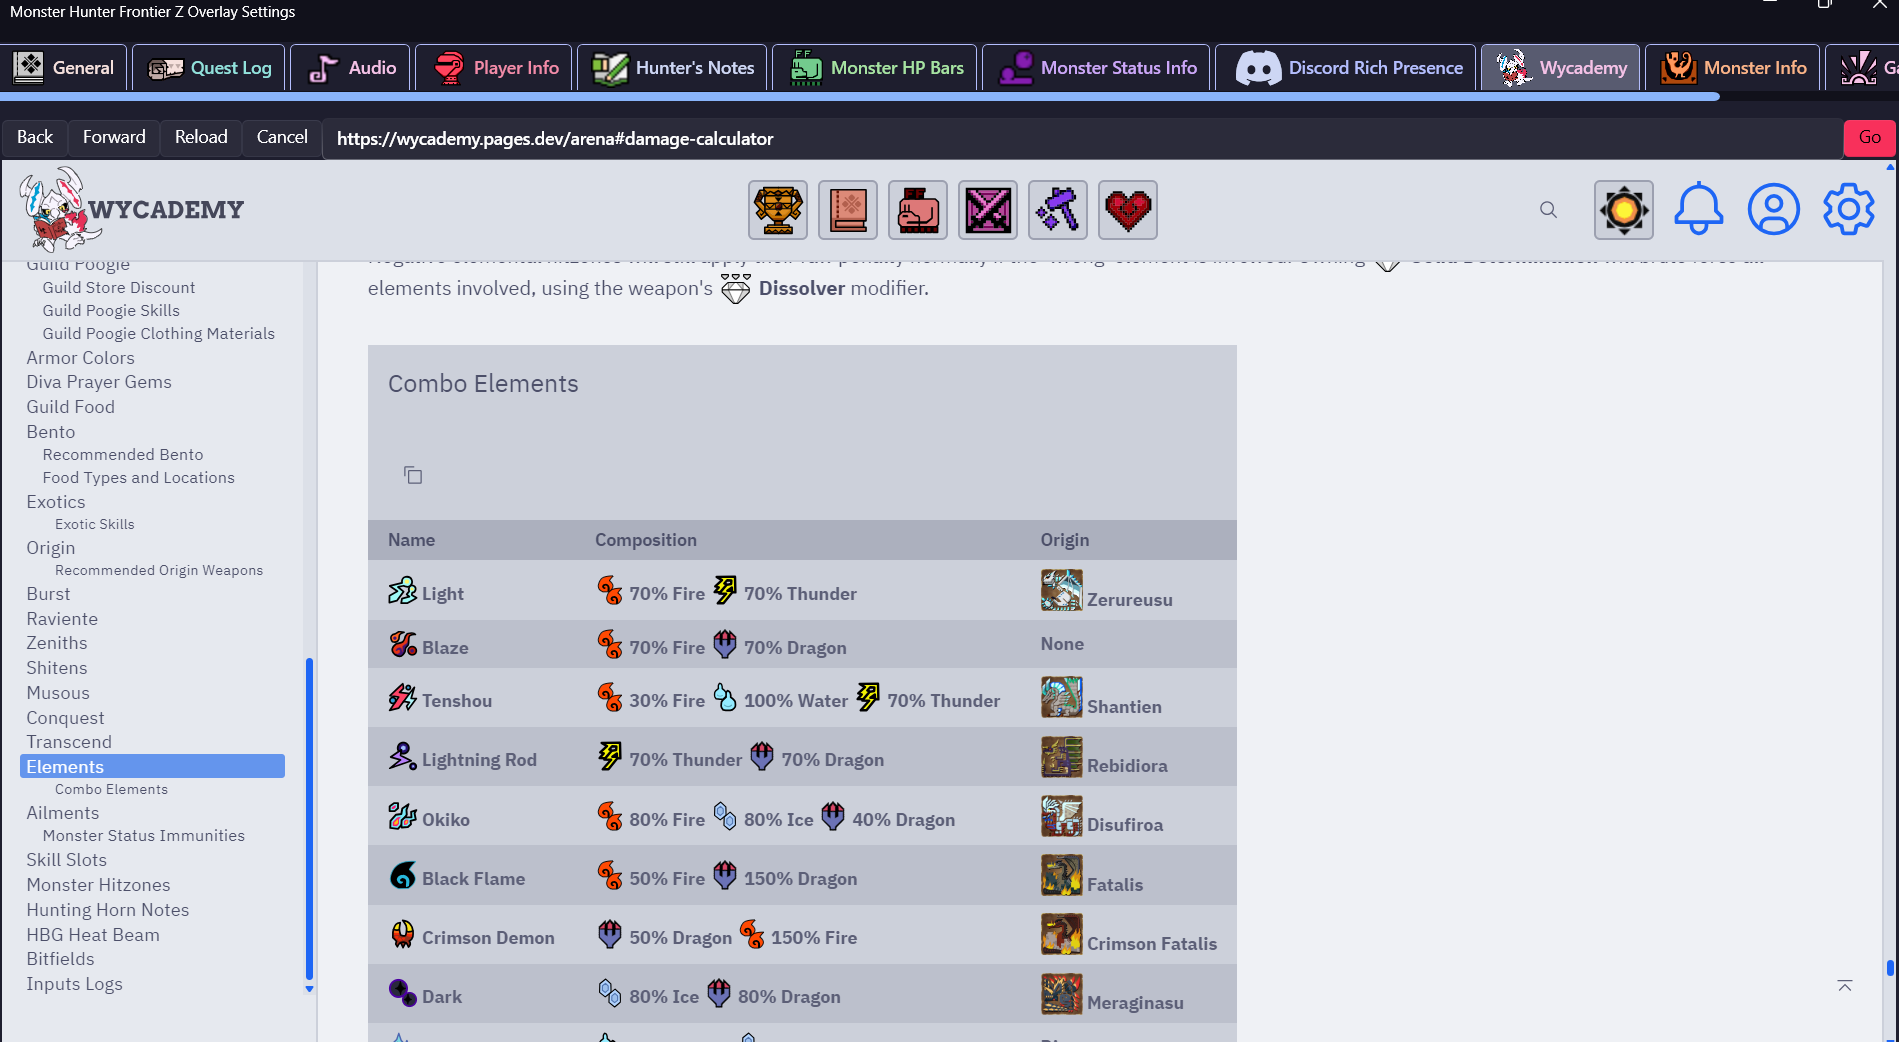 Monster Hunter Frontier Z Overlay Settings
General Quest Log Audio Player Info Hunter's Notes Monster HP Bars Monster Status Info Discord Rich Presence Wycademy Monster Info
Back Forward Reload Cancel https://wycademy.pages.dev/arena#damage-calculator Go
WYCADEMY
Guild Poogie
Guild Store Discount
Guild Poogie Skills
Guild Poogie Clothing Materials
Armor Colors
Diva Prayer Gems
Guild Food
Bento
Recommended Bento
Food Types and Locations
Exotics
Exotic Skills
Origin
Recommended Origin Weapons
Burst
Raviente
Zeniths
Shitens
Musous
Conquest
Transcend
Elements
Combo Elements
Ailments
Monster Status Immunities
Skill Slots
Monster Hitzones
Hunting Horn Notes
HBG Heat Beam
Bitfields
Inputs Logs
elements involved, using the weapon's Dissolver modifier.
Combo Elements
Name Composition Origin
Light 70% Fire 70% Thunder Zerureusu
Blaze 70% Fire 70% Dragon None
Tenshou 30% Fire 100% Water 70% Thunder Shantien
Lightning Rod 70% Thunder 70% Dragon Rebidiora
Okiko 80% Fire 80% Ice 40% Dragon Disufiroa
Black Flame 50% Fire 150% Dragon Fatalis
Crimson Demon 50% Dragon 150% Fire Crimson Fatalis
Dark 80% Ice 80% Dragon Meraginasu